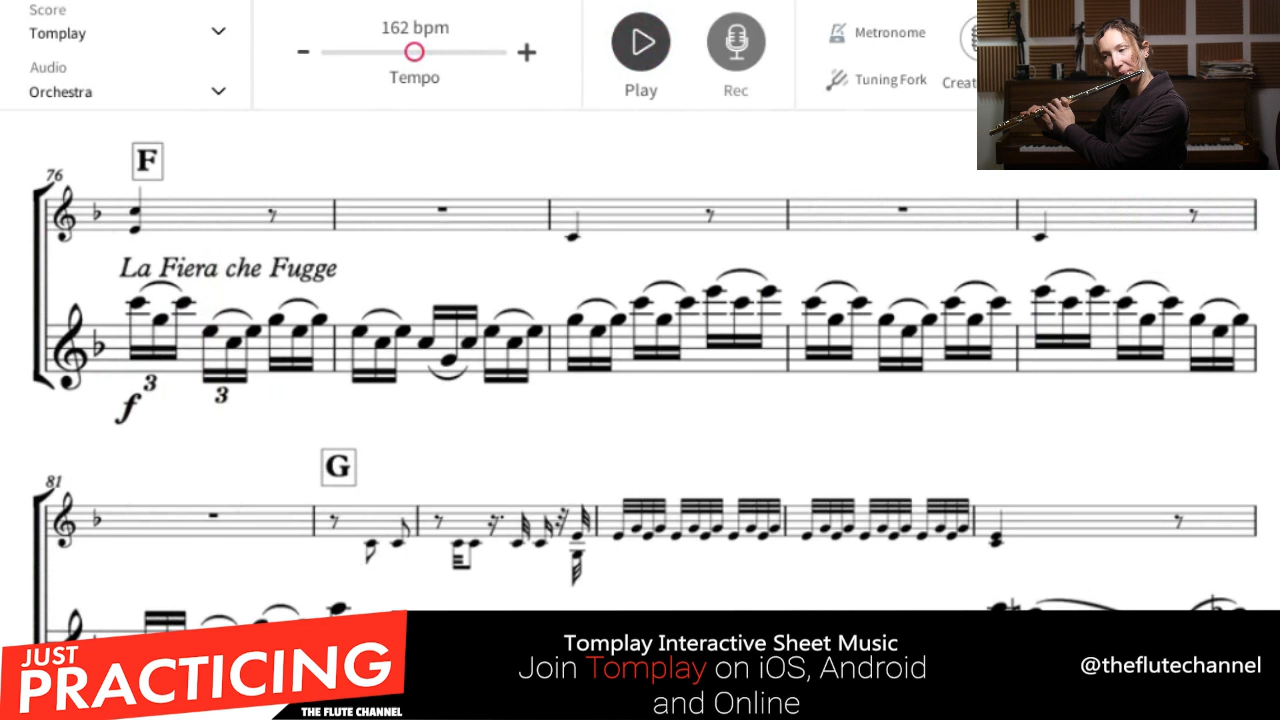 Score
Tomplay
Audio
Orchestra
162 bpm
Tempo
Play
Rec
Metronome
Tuning Fork
Creat
F
76
La Fiera che Fugge
3
3
f
81
G
JUST
PRACTICING
THE FLUTE CHANNEL
Tomplay Interactive Sheet Music
Join Tomplay on iOS, Android
and Online
@theflutechannel